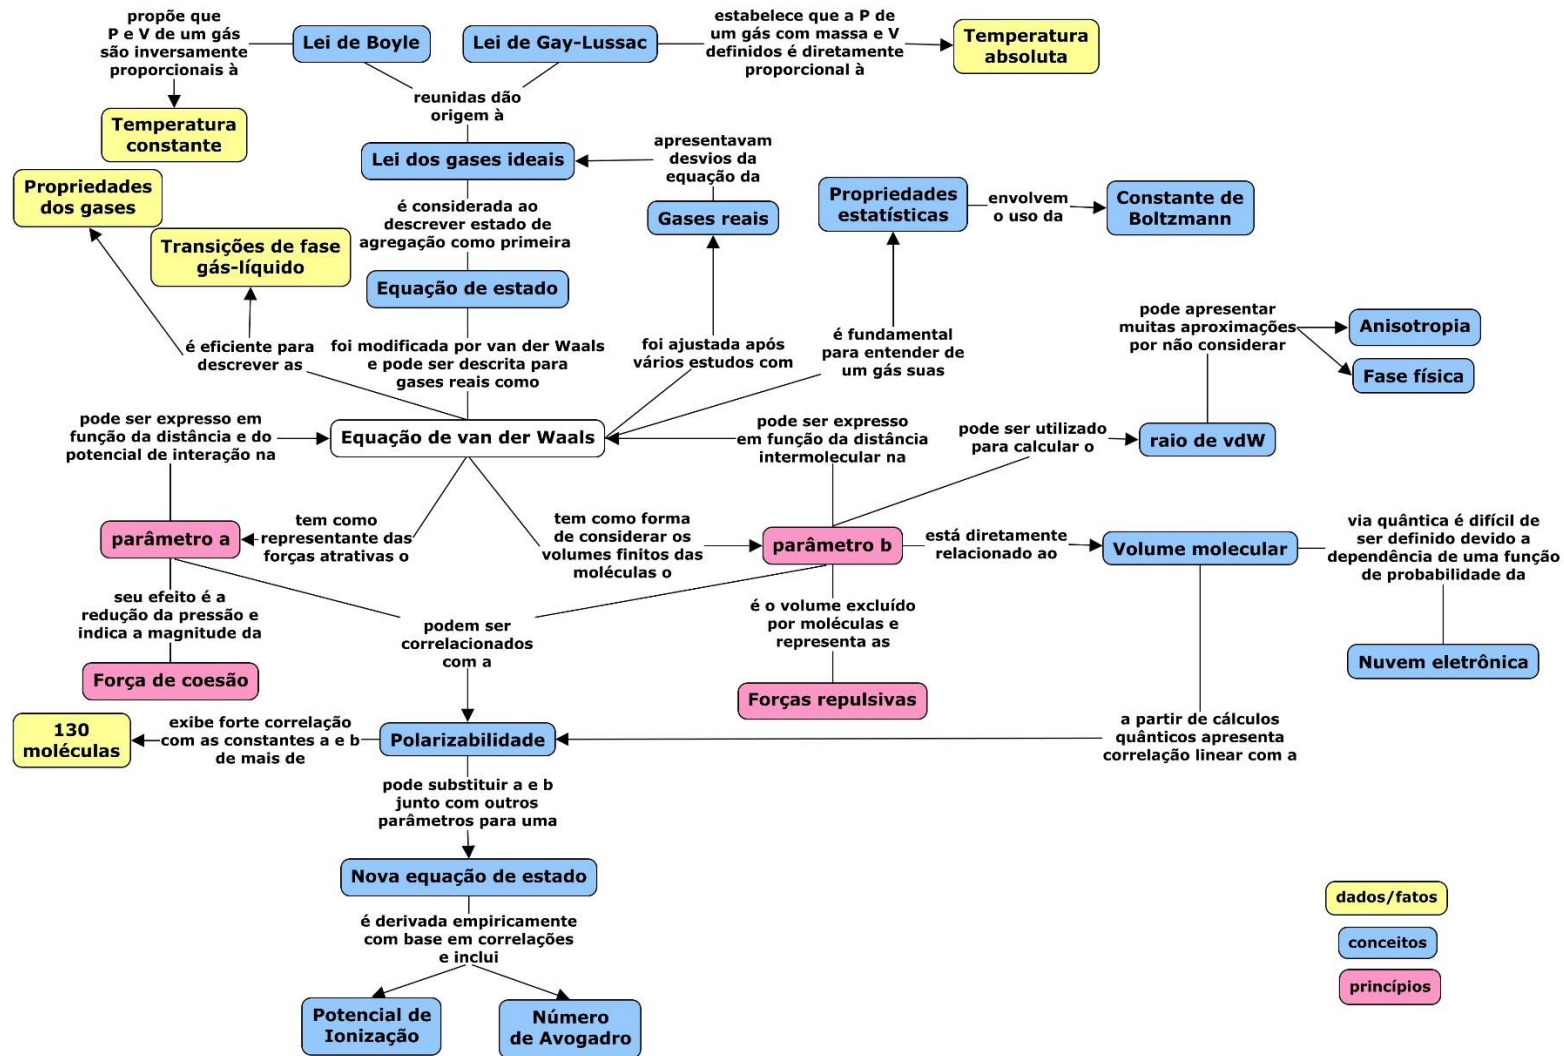 propõe que
P e V de um gás
são inversamente
proporcionais à
Lei de Boyle
Lei de Gay-Lussac
estabelece que a P de
um gás com massa e V
definidos é diretamente
proporcional à
Temperatura
absoluta
reunidas dão
origem à
Temperatura
constante
Lei dos gases ideais
apresentavam
desvios da
equação da
Propriedades
dos gases
é considerada ao
descrever estado de
agregação como primeira
Gases reais
Propriedades
estatísticas
envolvem
o uso da
Constante de
Boltzmann
Transições de fase
gás-líquido
Equação de estado
pode apresentar
muitas aproximações
por não considerar
Anisotropia
Fase física
é eficiente para
descrever as
foi modificada por van der Waals
e pode ser descrita para
gases reais como
foi ajustada após
vários estudos com
é fundamental
para entender de
um gás suas
pode ser expresso em
função da distância e do
potencial de interação na
Equação de van der Waals
pode ser expresso
em função da distância
intermolecular na
pode ser utilizado
para calcular o
raio de vdW
parâmetro a
tem como
representante das
forças atrativas o
tem como forma
de considerar os
volumes finitos das
moléculas o
parâmetro b
está diretamente
relacionado ao
Volume molecular
via quântica é difícil de
ser definido devido a
dependência de uma função
de probabilidade da
seu efeito é a
redução da pressão e
indica a magnitude da
podem ser
correlacionados
com a
é o volume excluído
por moléculas e
representa as
Nuvem eletrônica
Força de coesão
Forças repulsivas
130
moléculas
exibe forte correlação
com as constantes a e b
de mais de
Polarizabilidade
a partir de cálculos
quânticos apresenta
correlação linear com a
pode substituir a e b
junto com outros
parâmetros para uma
Nova equação de estado
é derivada empiricamente
com base em correlações
e inclui
Potencial de
Ionização
Número
de Avogadro
dados/fatos
conceitos
princípios